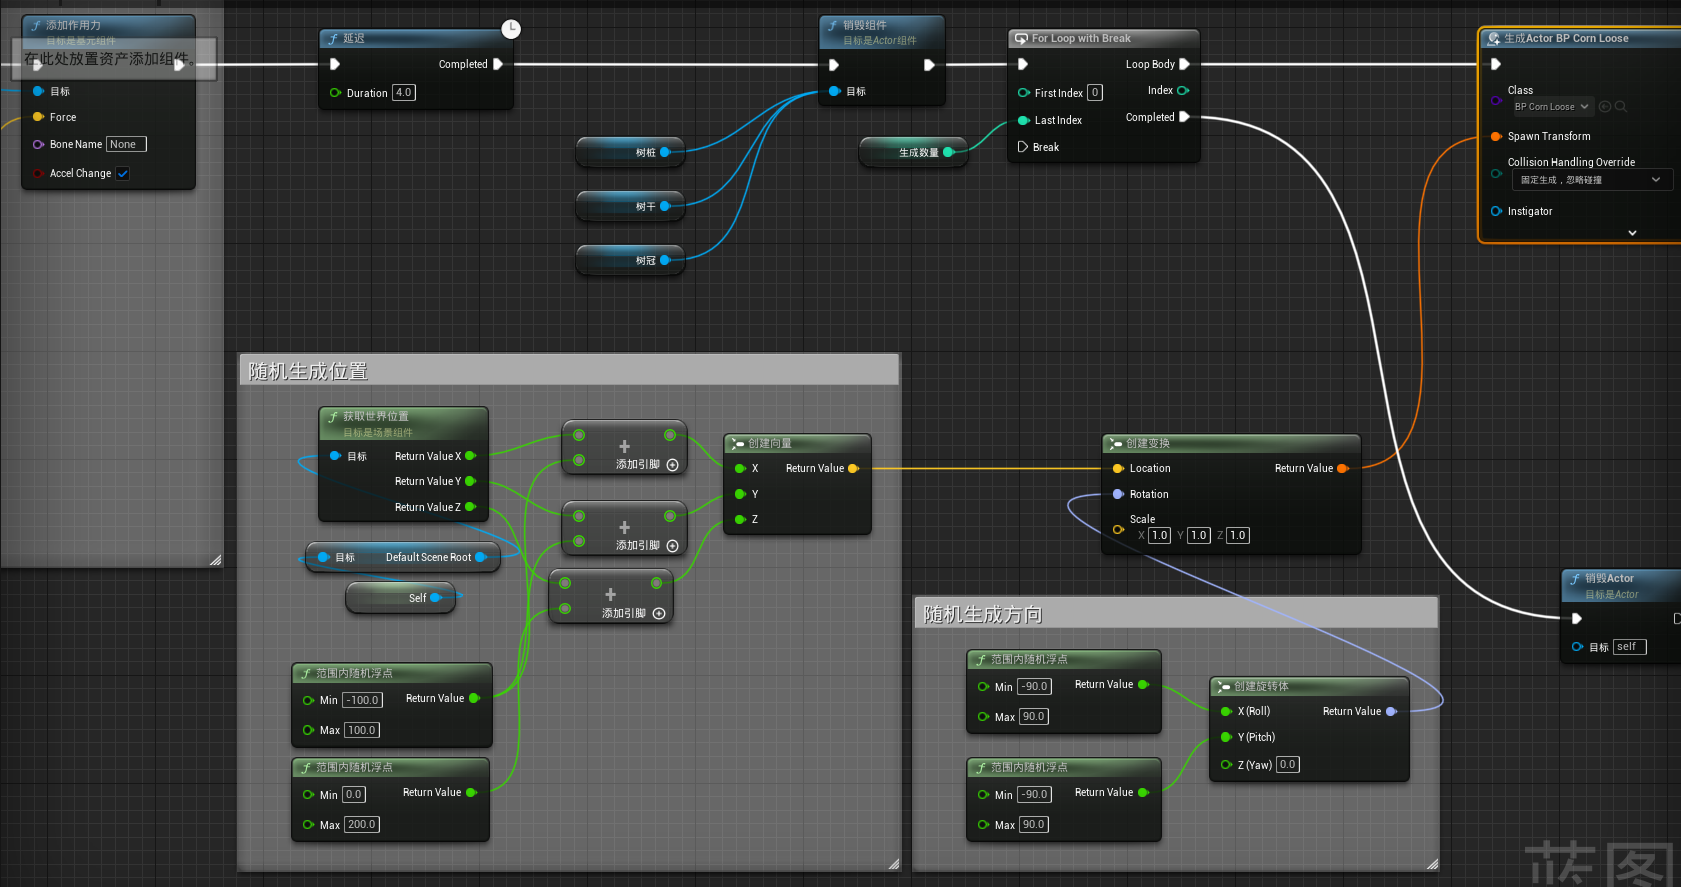 添加作用力
目标是基元组件
在此处放置资产添加组件。
目标
Force
Bone Name None
Accel Change
延迟
Completed
Duration 4.0
销毁组件
目标是Actor组件
目标
树桩
树干
树冠
For Loop with Break
Loop Body
First Index 0
Index
Last Index
Completed
Break
生成数量
生成Actor BP Corn Loose
Class
BP Corn Loose
Spawn Transform
Collision Handling Override
固定生成，忽略碰撞
Instigator
随机生成位置
获取世界位置
目标是场景组件
目标
Return Value X
Return Value Y
Return Value Z
目标
Default Scene Root
Self
添加引脚
添加引脚
添加引脚
创建向量
X
Return Value
Y
Z
范围内随机浮点
Min -100.0
Return Value
Max 100.0
范围内随机浮点
Min 0.0
Return Value
Max 200.0
创建变换
Location
Return Value
Rotation
Scale
X 1.0 Y 1.0 Z 1.0
随机生成方向
范围内随机浮点
Min -90.0
Return Value
Max 90.0
范围内随机浮点
Min -90.0
Return Value
Max 90.0
创建旋转体
X (Roll)
Return Value
Y (Pitch)
Z (Yaw) 0.0
销毁Actor
目标是Actor
目标 self
蓝图